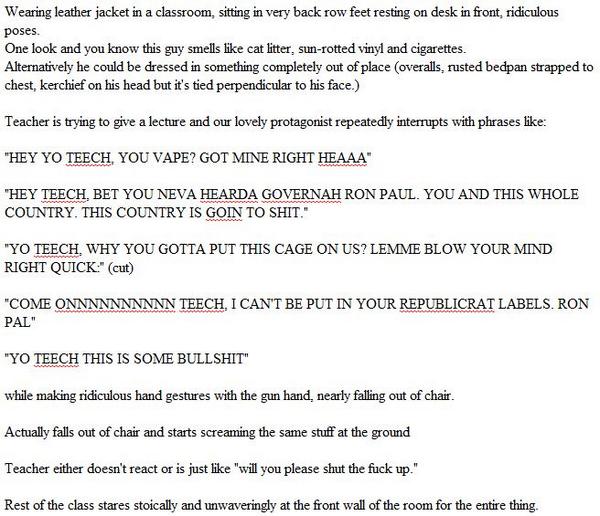 Wearing leather jacket in a classroom, sitting in very back row feet resting on desk in front, ridiculous
poses.
One look and you know this guy smells like cat litter, sun-rotted vinyl and cigarettes.
Alternatively he could be dressed in something completely out of place (overalls, rusted bedpan strapped to
chest, kerchief on his head but it's tied perpendicular to his face.)
Teacher is trying to give a lecture and our lovely protagonist repeatedly interrupts with phrases like:
"HEY YO TEECH, YOU VAPE? GOT MINE RIGHT HEAAA"
"HEY TEECH, BET YOU NEVA HEARDA GOVERNAH RON PAUL. YOU AND THIS WHOLE
COUNTRY. THIS COUNTRY IS GOIN TO SHIT."
"YO TEECH, WHY YOU GOTTA PUT THIS CAGE ON US? LEMME BLOW YOUR MIND
RIGHT QUICK:" (cut)
"COME ONNNNNNNNNN TEECH, I CAN'T BE PUT IN YOUR REPUBLICRAT LABELS. RON
PAL"
"YO TEECH THIS IS SOME BULLSHIT"
while making ridiculous hand gestures with the gun hand, nearly falling out of chair.
Actually falls out of chair and starts screaming the same stuff at the ground
Teacher either doesn't react or is just like "will you please shut the fuck up."
Rest of the class stares stoically and unwaveringly at the front wall of the room for the entire thing.